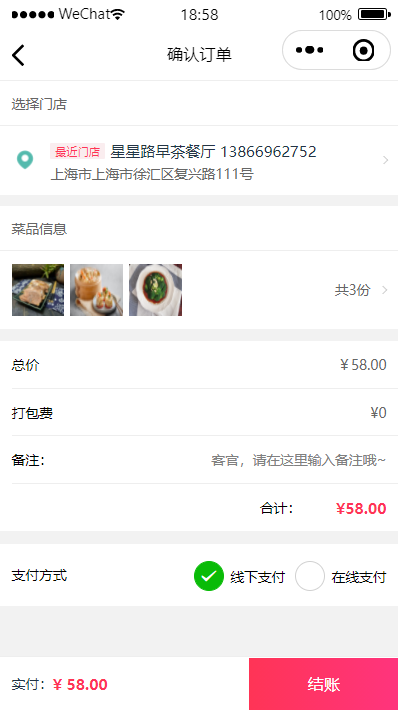 WeChat 18:58 100%
确认订单
选择门店
最近门店 星星路早茶餐厅 13866962752
上海市上海市徐汇区复兴路111号
菜品信息
共3份
总价 ￥58.00
打包费 ¥0
备注： 客官，请在这里输入备注哦~
合计： ¥58.00
支付方式 线下支付 在线支付
实付：¥ 58.00 结账